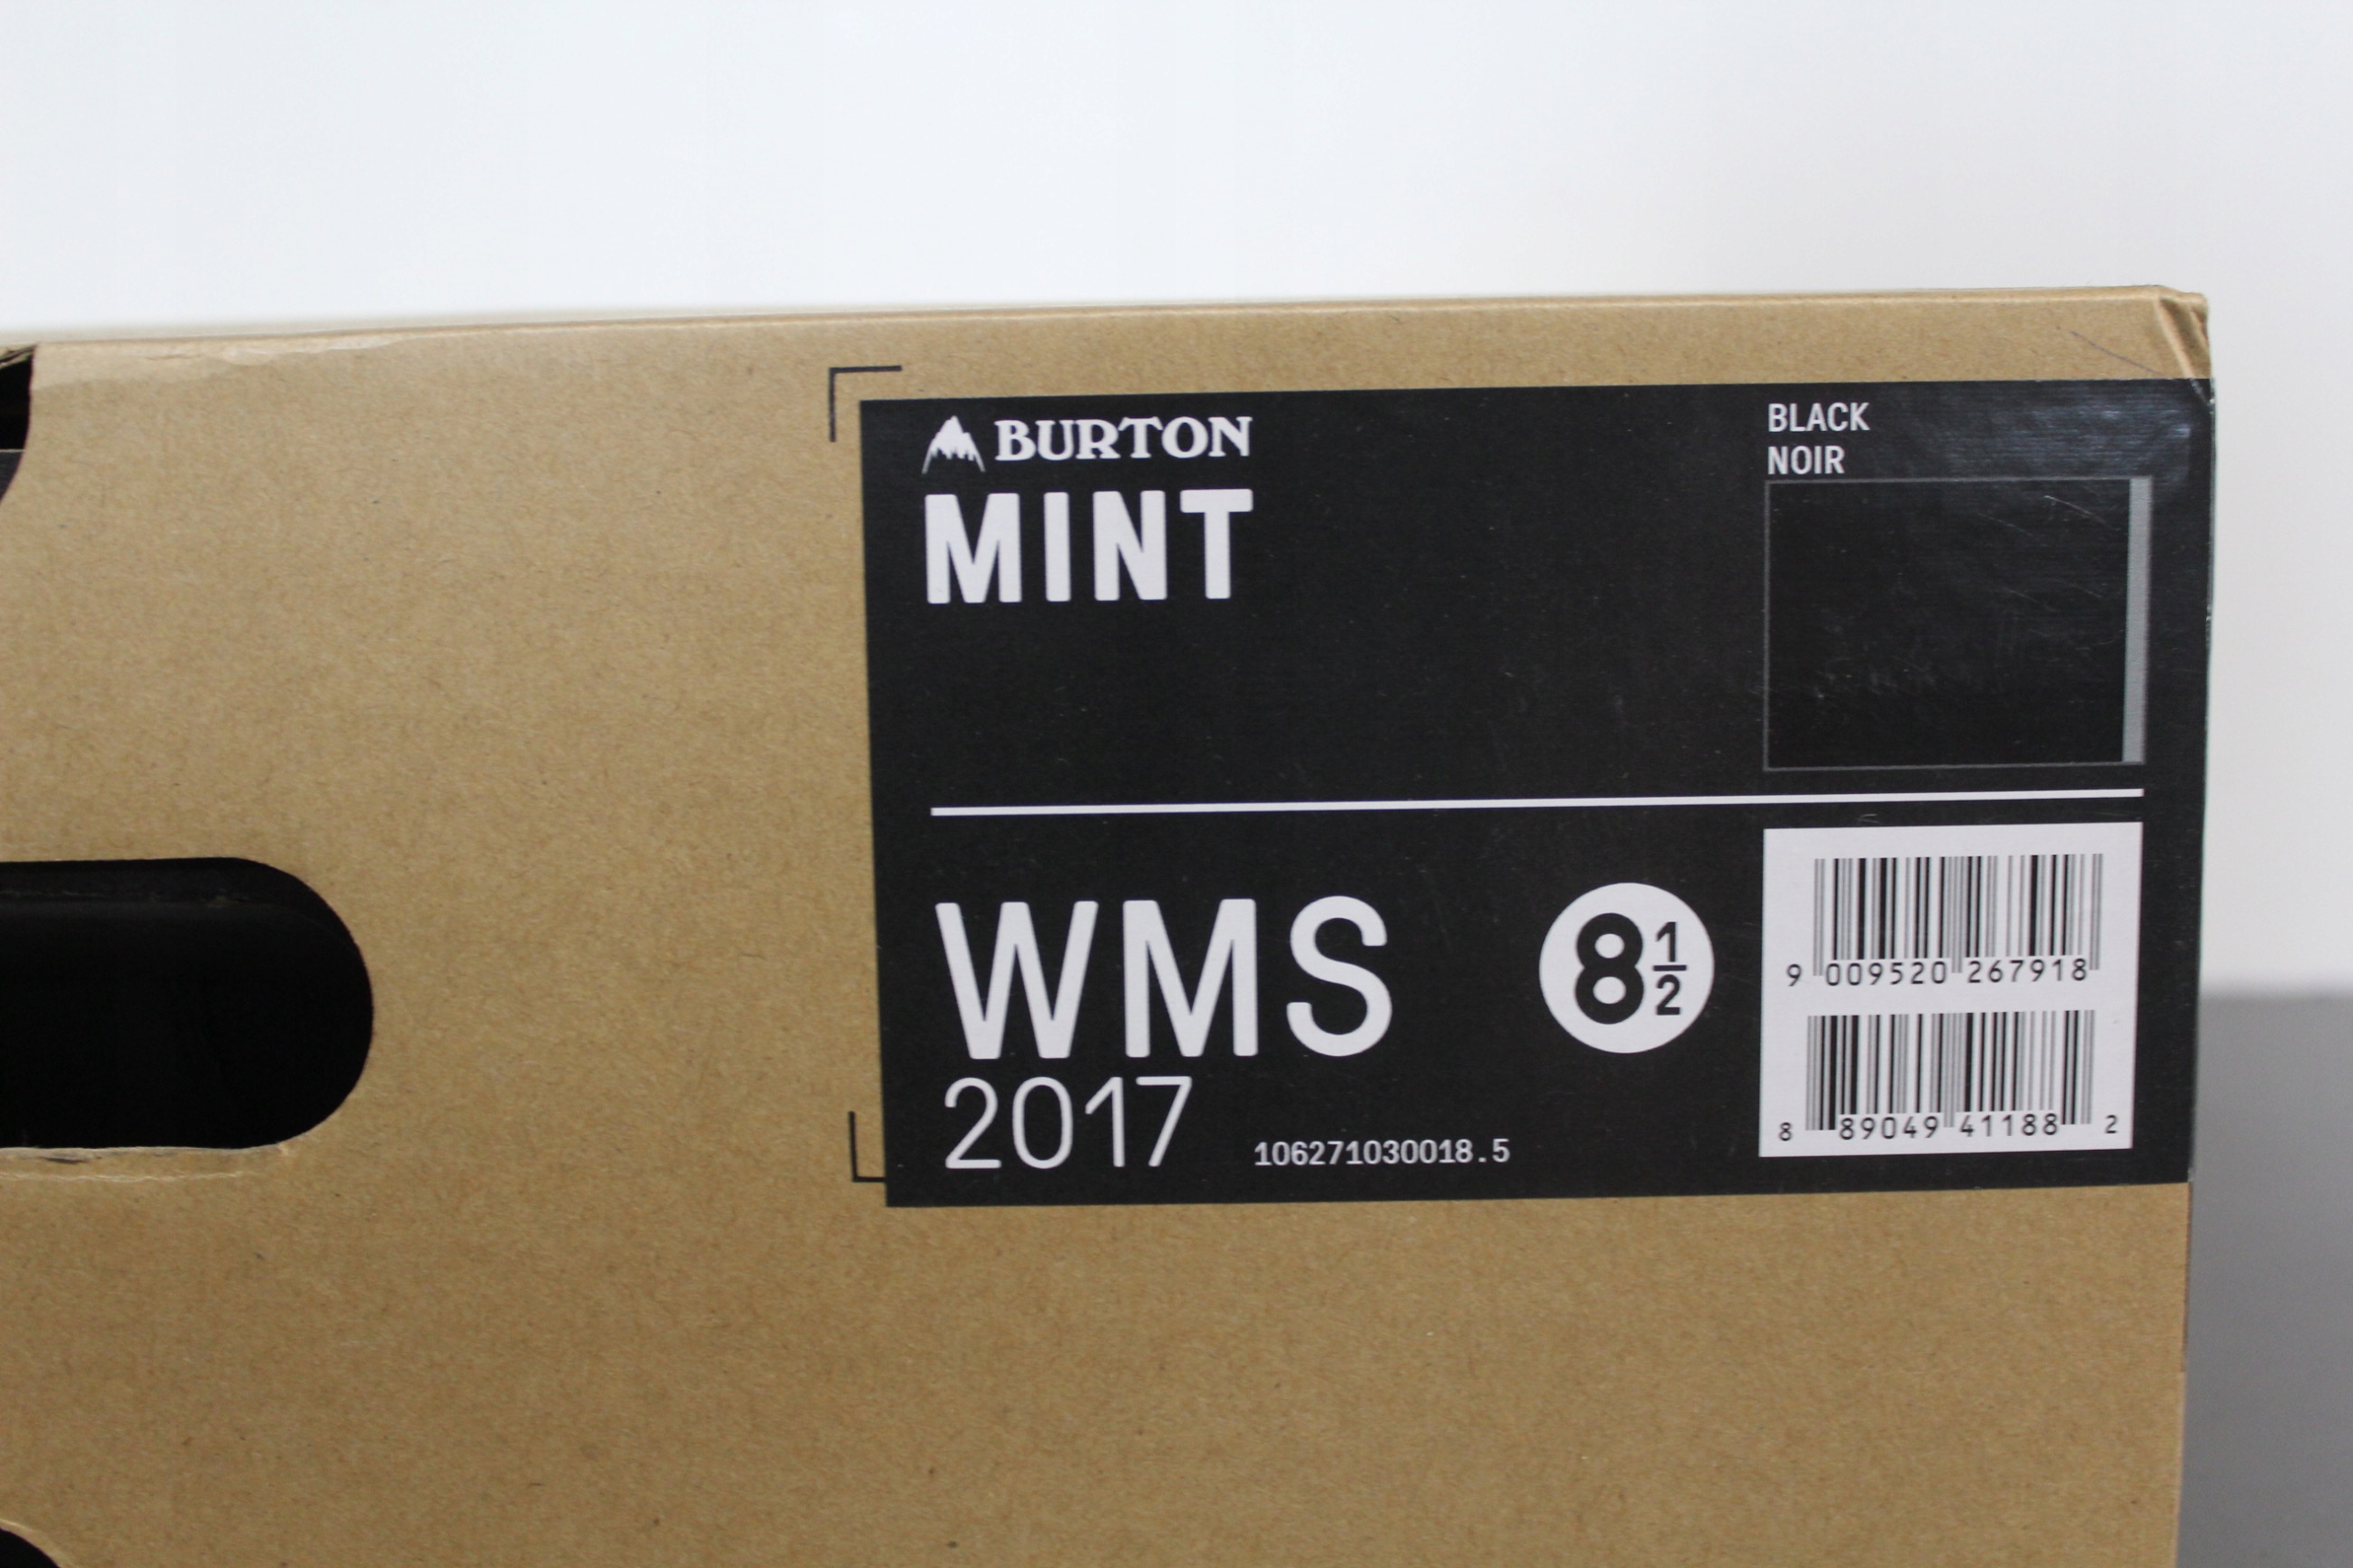 BURTON
MINT
BLACK
NOIR
WMS
8 1/2
2017
106271030018.5
9 009520 267918
8 89049 41188 2